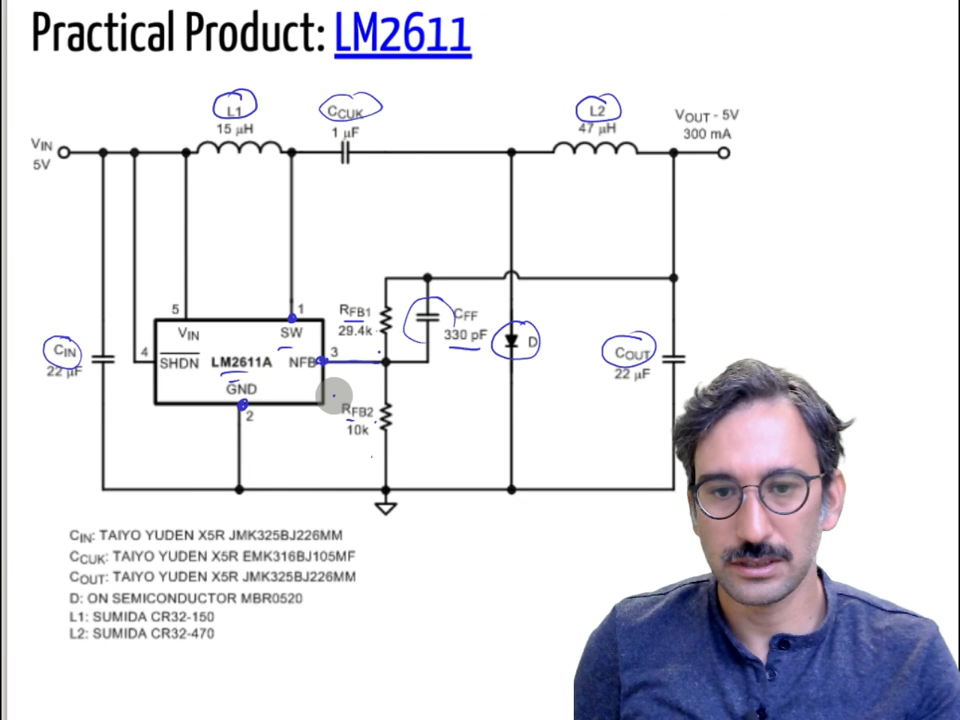 Practical Product: LM2611
L1
15 µH
CCUK
1 µF
L2
47 µH
VOUT - 5V
300 mA
VIN
5V
5
1
VIN
SW
RFB1
29.4k
CFF
330 pF
D
CIN
22 µF
4
SHDN
LM2611A
NFB
3
COUT
22 µF
GND
2
RFB2
10k
CIN: TAIYO YUDEN X5R JMK325BJ226MM
CCUK: TAIYO YUDEN X5R EMK316BJ105MF
COUT: TAIYO YUDEN X5R JMK325BJ226MM
D: ON SEMICONDUCTOR MBR0520
L1: SUMIDA CR32-150
L2: SUMIDA CR32-470